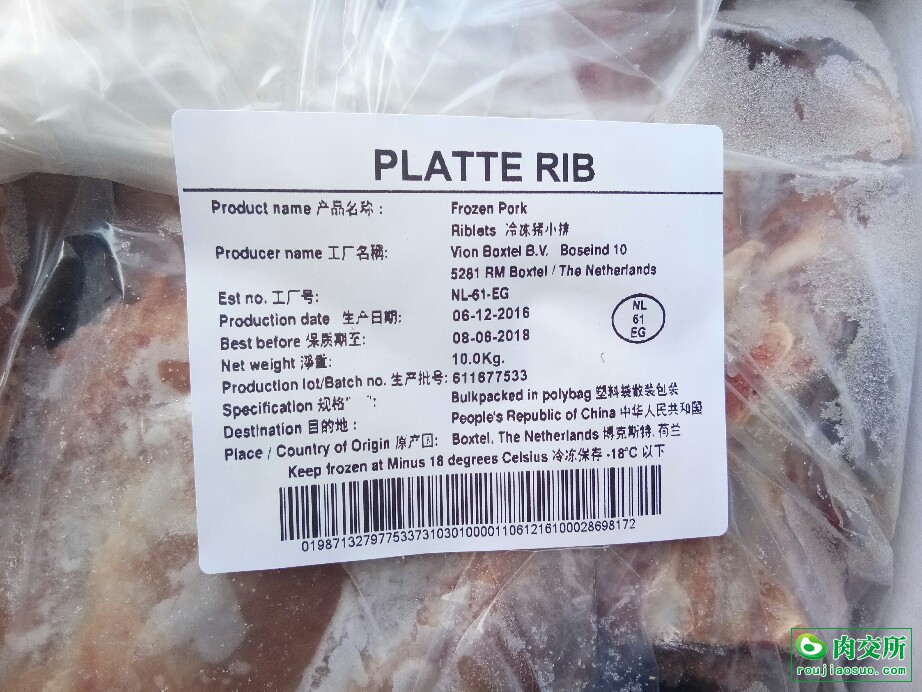 PLATTE RIB
Product name 产品名称: Frozen Pork
Riblets 冷冻猪小排
Producer name 工厂名称: Vion Boxtel B.V. Boseind 10
5281 RM Boxtel / The Netherlands
Est no. 工厂号: NL-61-EG
Production date 生产日期: 06-12-2016
NL
61
EG
Best before 保质期至: 08-06-2018
Net weight 淨重: 10.0Kg.
Production lot/Batch no. 生产批号: 611677533
Specification 规格" ": Bulkpacked in polybag 塑料袋散装包装
Destination 目的地: People's Republic of China 中华人民共和国
Place / Country of Origin 原产国: Boxtel, The Netherlands 博克斯特, 荷兰
Keep frozen at Minus 18 degrees Celsius 冷冻保存 -18°C 以下
019871327977533731030100001106121610002869 8172
肉交所
roujiaosuo.com